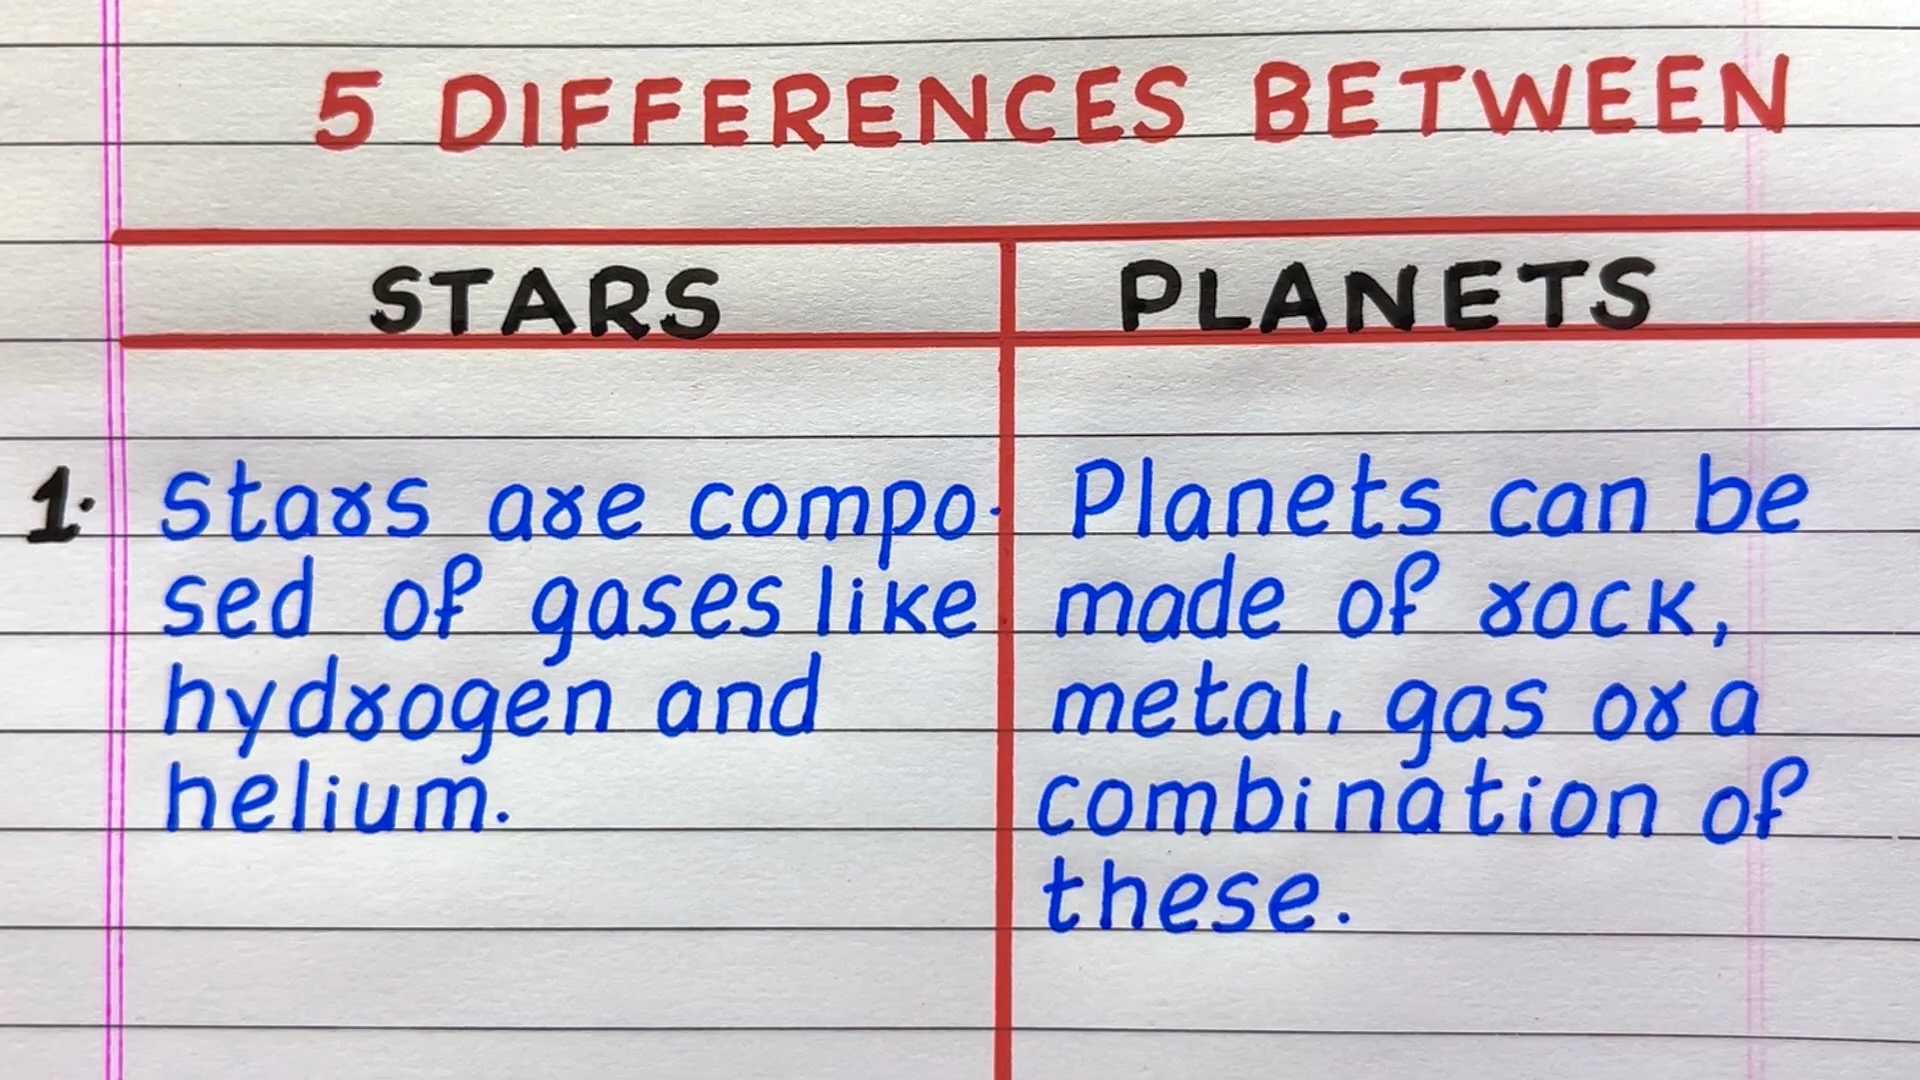 5 DIFFERENCES BETWEEN
STARS
PLANETS
1. Stars are compo-
sed of gases like
hydrogen and
helium.
Planets can be
made of rock,
metal, gas or a
combination of
these.